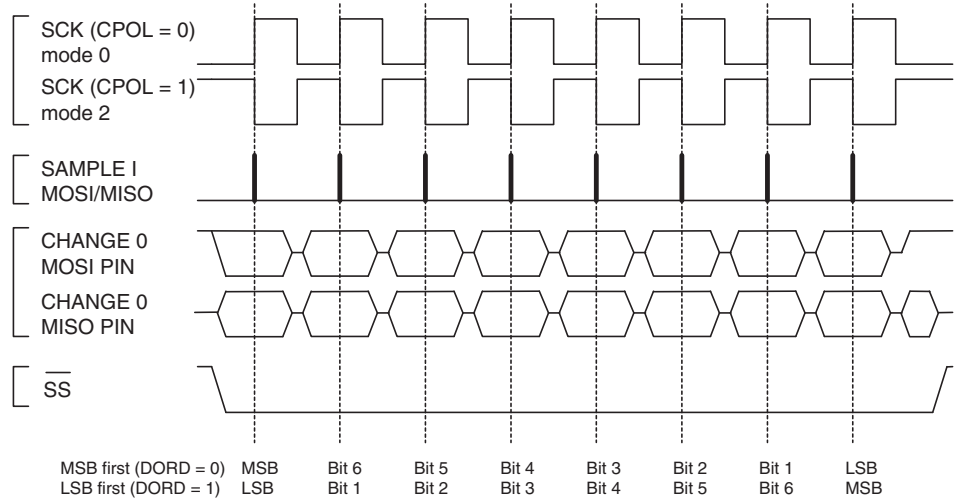 SCK (CPOL = 0)
mode 0
SCK (CPOL = 1)
mode 2
SAMPLE I
MOSI/MISO
CHANGE 0
MOSI PIN
CHANGE 0
MISO PIN
SS
MSB first (DORD = 0) MSB Bit 6 Bit 5 Bit 4 Bit 3 Bit 2 Bit 1 LSB
LSB first (DORD = 1) LSB Bit 1 Bit 2 Bit 3 Bit 4 Bit 5 Bit 6 MSB